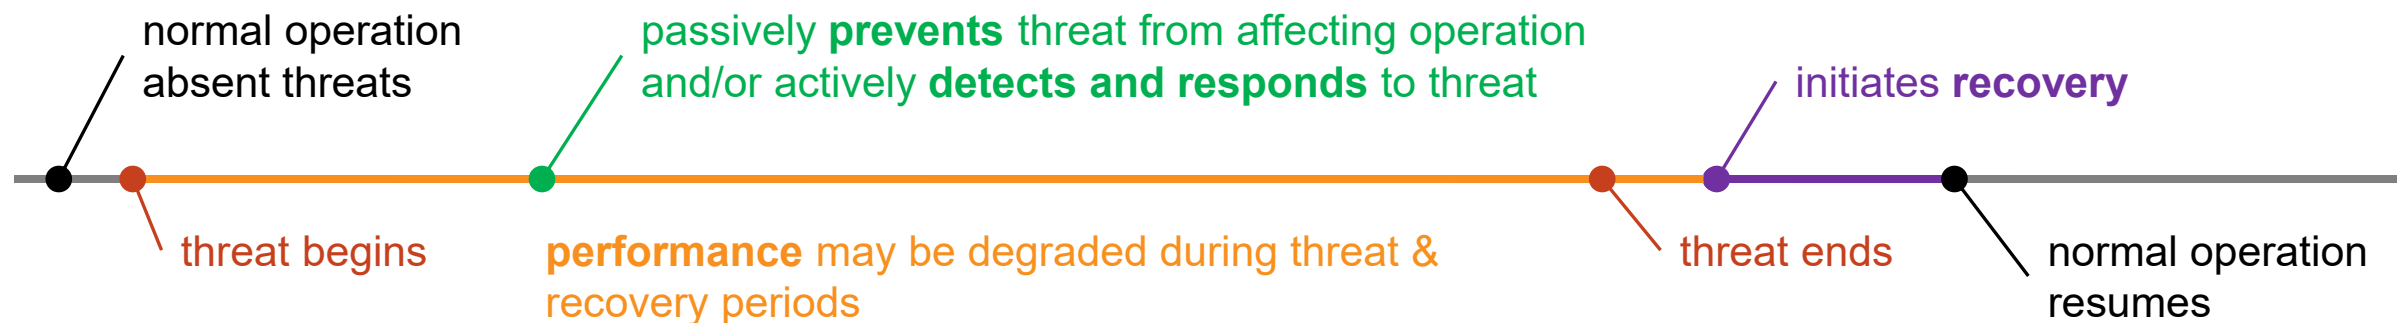 normal operation
absent threats
passively prevents threat from affecting operation
and/or actively detects and responds to threat
initiates recovery
threat begins
performance may be degraded during threat &
recovery periods
threat ends
normal operation
resumes